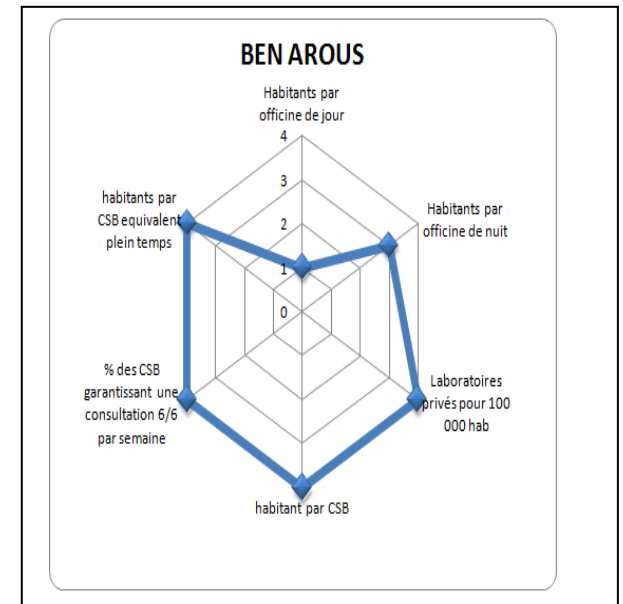 BEN AROUS
Habitants par
officine de jour
4
3
2
1
0
Habitants par
officine de nuit
Laboratoires
privés pour 100
000 hab
habitant par CSB
% des CSB
garantissant une
consultation 6/6
par semaine
habitants par
CSB equivalent
plein temps